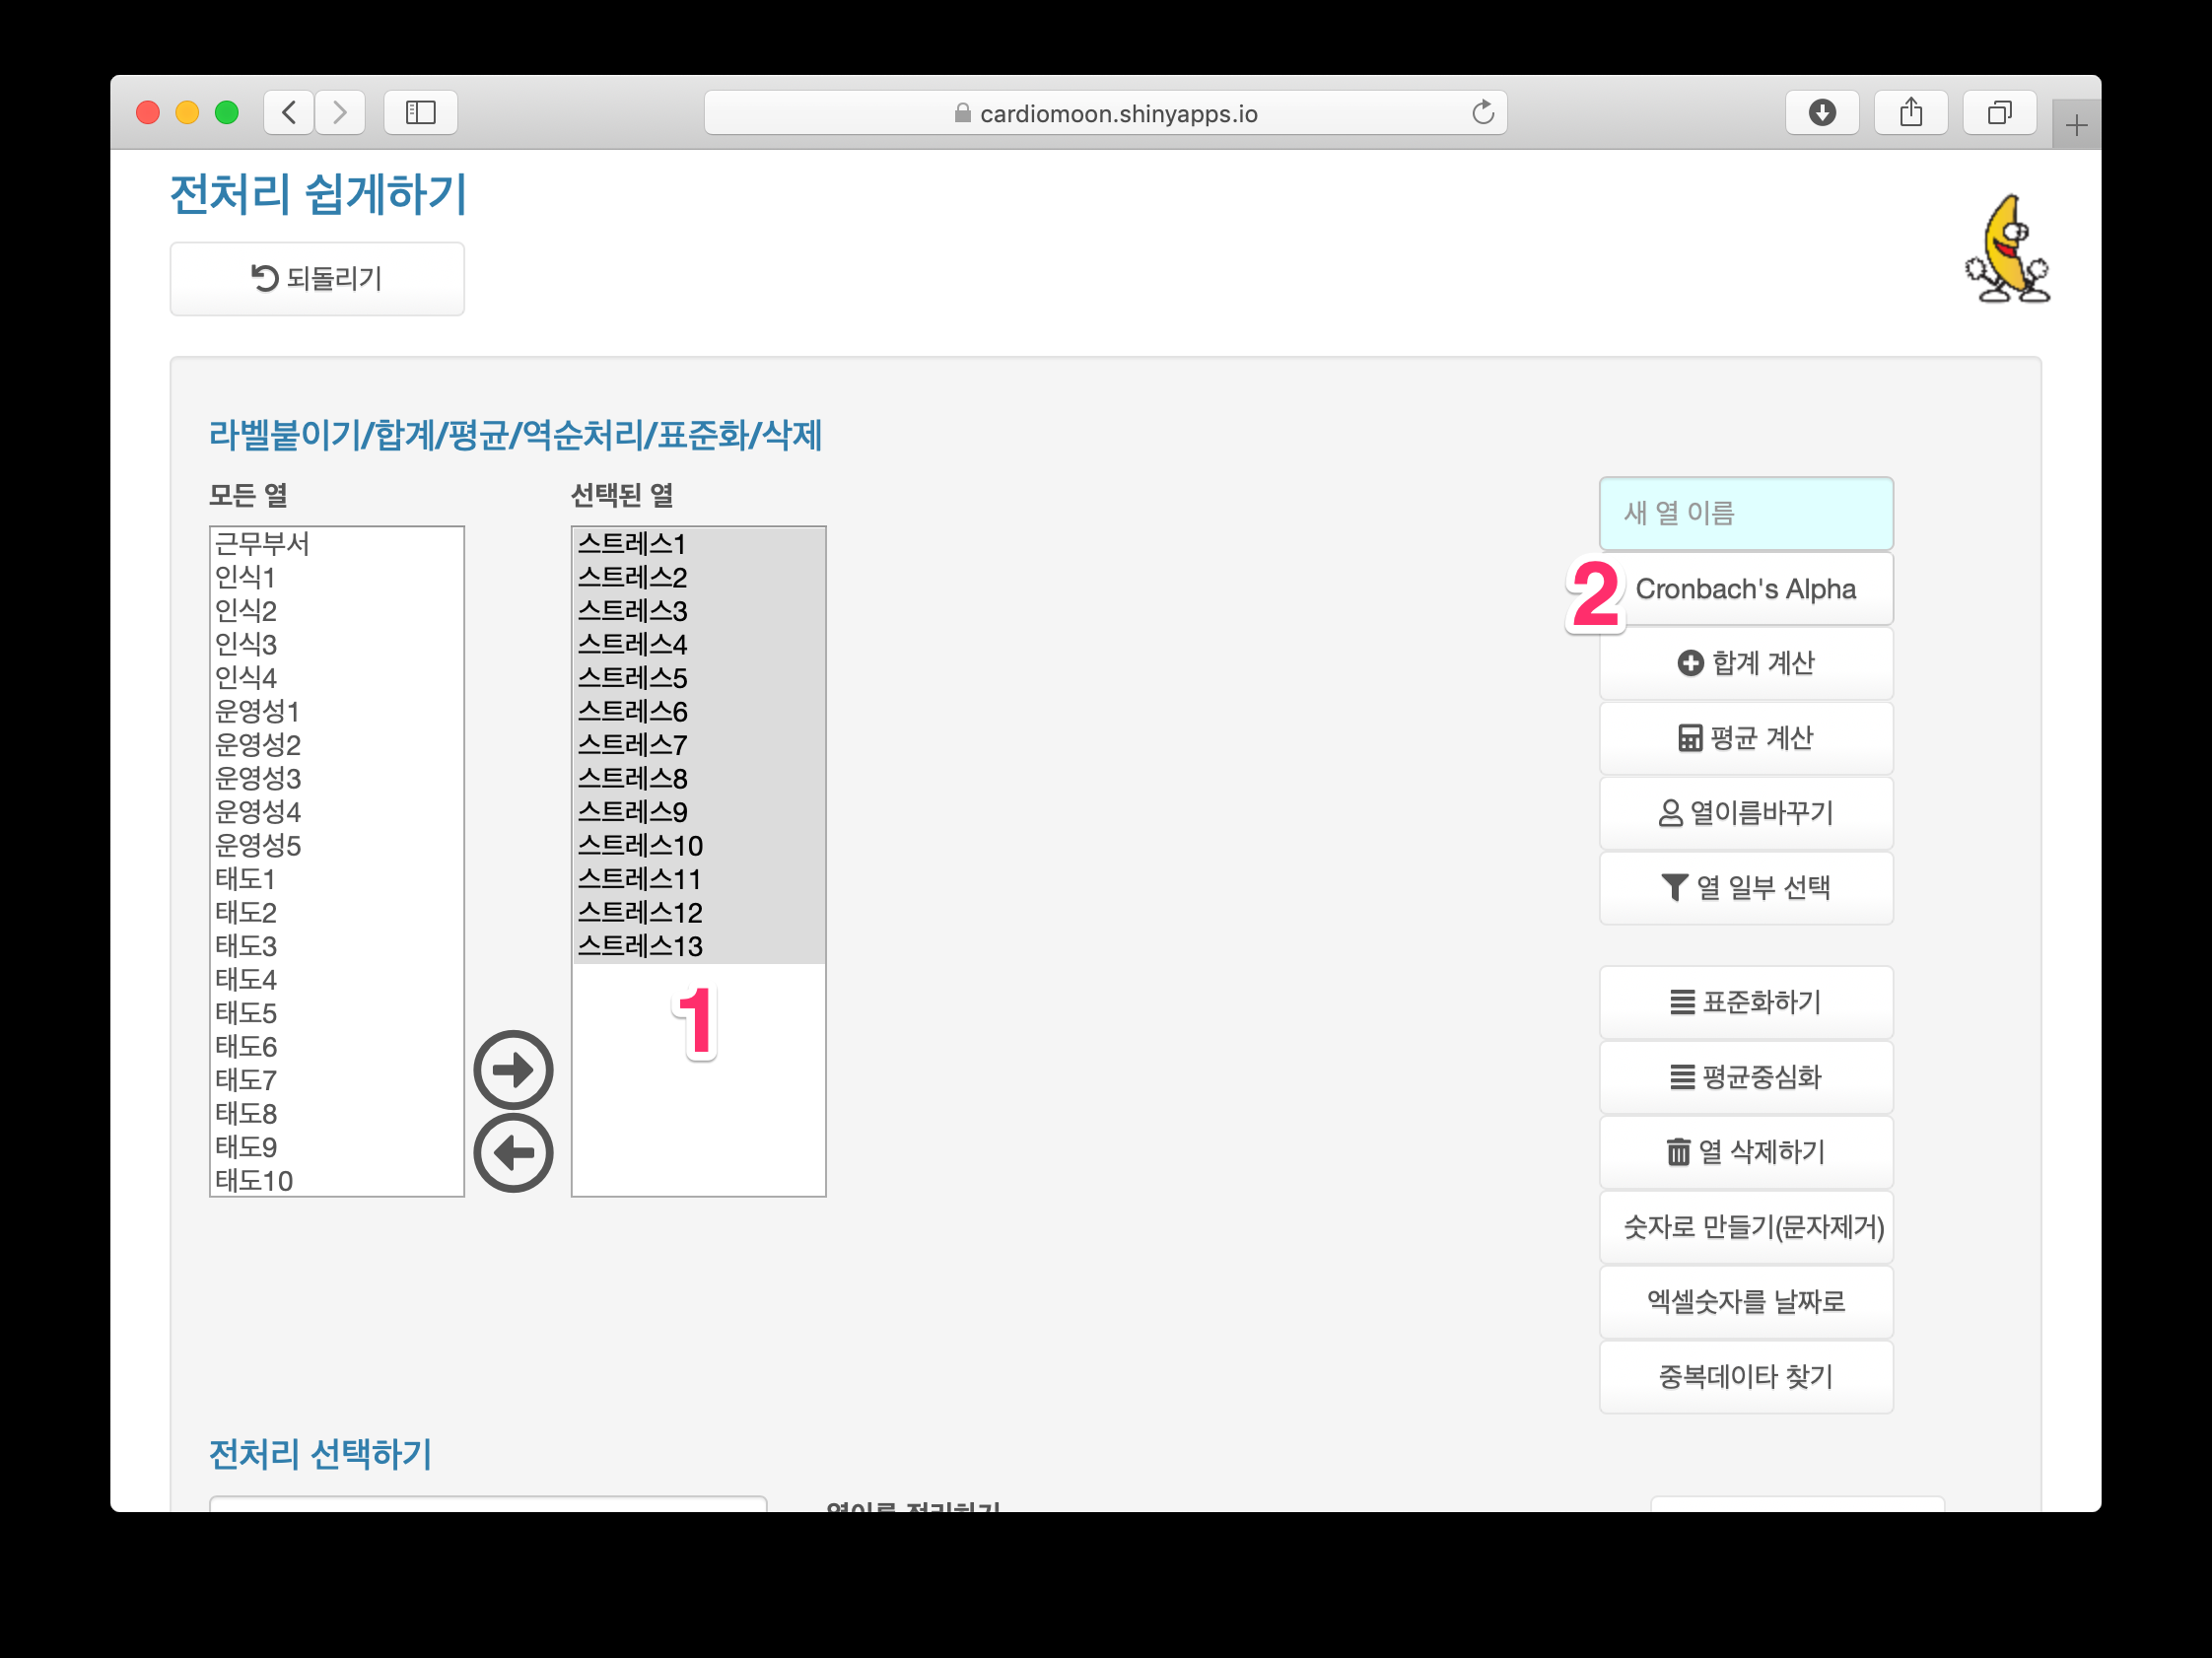 cardiomoon.shinyapps.io
전처리 쉽게하기
되돌리기
라벨붙이기/합계/평균/역순처리/표준화/삭제
모든 열
근무부서
인식1
인식2
인식3
인식4
운영성1
운영성2
운영성3
운영성4
운영성5
태도1
태도2
태도3
태도4
태도5
태도6
태도7
태도8
태도9
태도10
선택된 열
스트레스1
스트레스2
스트레스3
스트레스4
스트레스5
스트레스6
스트레스7
스트레스8
스트레스9
스트레스10
스트레스11
스트레스12
스트레스13
1
새 열 이름
2
Cronbach's Alpha
합계 계산
평균 계산
열이름바꾸기
열 일부 선택
표준화하기
평균중심화
열 삭제하기
숫자로 만들기(문자제거)
엑셀숫자를 날짜로
중복데이타 찾기
전처리 선택하기